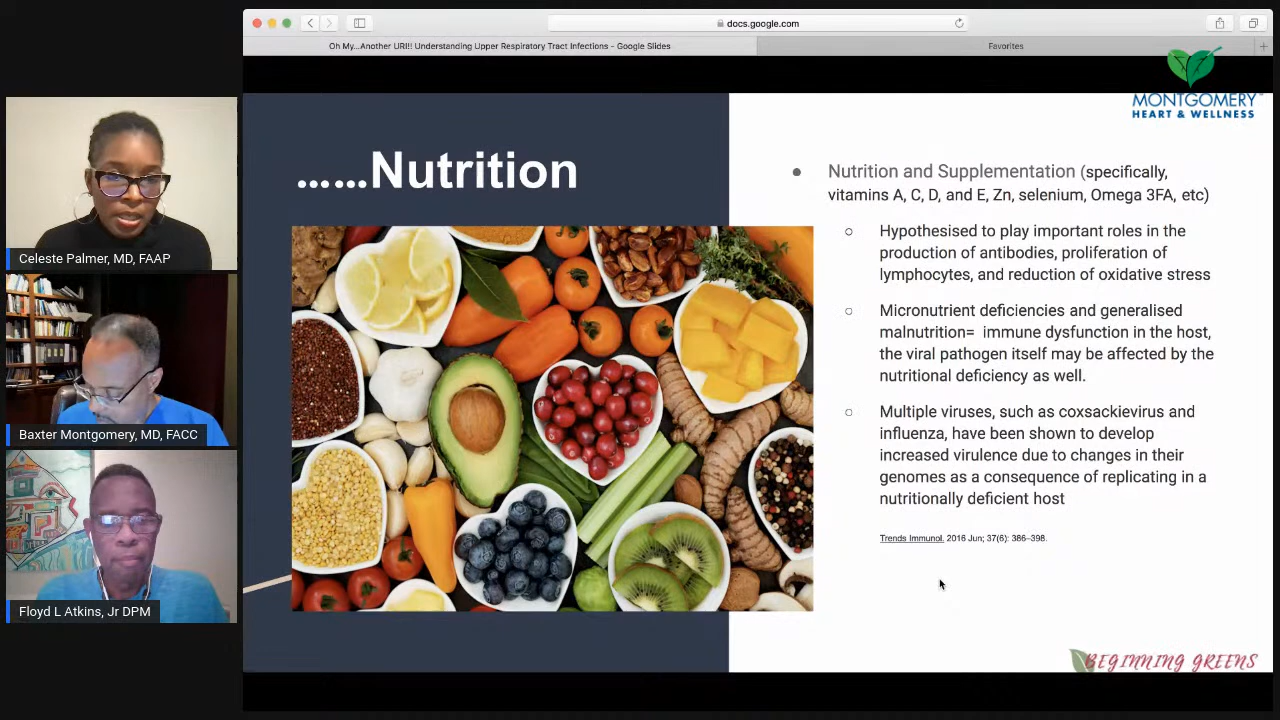 docs.google.com
Oh My...Another URI!! Understanding Upper Respiratory Tract Infections - Google Slides
Favorites
MONTGOMERY
HEART & WELLNESS
......Nutrition
Nutrition and Supplementation (specifically,
vitamins A, C, D, and E, Zn, selenium, Omega 3FA, etc)
Hypothesised to play important roles in the
production of antibodies, proliferation of
lymphocytes, and reduction of oxidative stress
Micronutrient deficiencies and generalised
malnutrition= immune dysfunction in the host,
the viral pathogen itself may be affected by the
nutritional deficiency as well.
Multiple viruses, such as coxsackievirus and
influenza, have been shown to develop
increased virulence due to changes in their
genomes as a consequence of replicating in a
nutritionally deficient host
Trends Immunol. 2016 Jun; 37(6): 386–398.
BEGINNING GREENS
Celeste Palmer, MD, FAAP
Baxter Montgomery, MD, FACC
Floyd L Atkins, Jr DPM